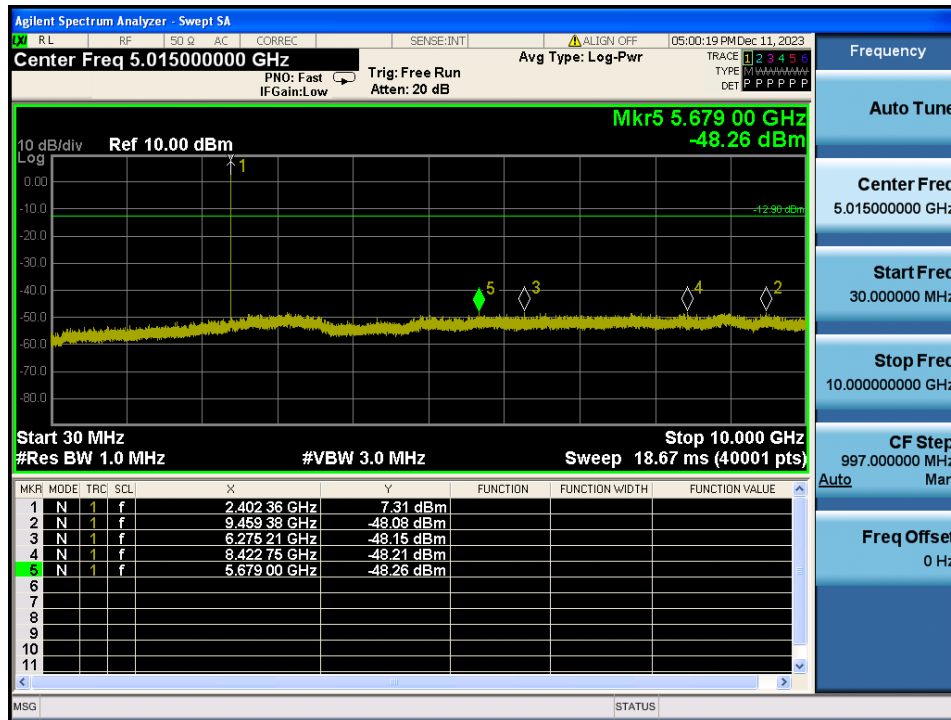 Agilent Spectrum Analyzer - Swept SA
LXI RL RF 50 Ω AC CORREC SENSE:INT ALIGN OFF 05:00:19 PM Dec 11, 2023
Center Freq 5.015000000 GHz
PNO: Fast
IFGain:Low
Trig: Free Run
Atten: 20 dB
Avg Type: Log-Pwr
TRACE 1 2 3 4 5 6
TYPE M W W W W W
DET P P P P P P
Mkr5 5.679 00 GHz
-48.26 dBm
10 dB/div
Log
Ref 10.00 dBm
0.00
-10.0
-20.0
-30.0
-40.0
-50.0
-60.0
-70.0
-80.0
-12.90 dBm
1
5
3
4
2
Start 30 MHz
Stop 10.000 GHz
#Res BW 1.0 MHz
#VBW 3.0 MHz
Sweep 18.67 ms (40001 pts)
MKR MODE TRC SCL X Y FUNCTION FUNCTION WIDTH FUNCTION VALUE
1 N 1 f 2.402 36 GHz 7.31 dBm
2 N 1 f 9.459 38 GHz -48.08 dBm
3 N 1 f 6.275 21 GHz -48.15 dBm
4 N 1 f 8.422 75 GHz -48.21 dBm
5 N 1 f 5.679 00 GHz -48.26 dBm
6
7
8
9
10
11
MSG
STATUS
Frequency
Auto Tune
Center Freq
5.015000000 GHz
Start Freq
30.000000 MHz
Stop Freq
10.000000000 GHz
CF Step
997.000000 MHz
Auto Man
Freq Offset
0 Hz